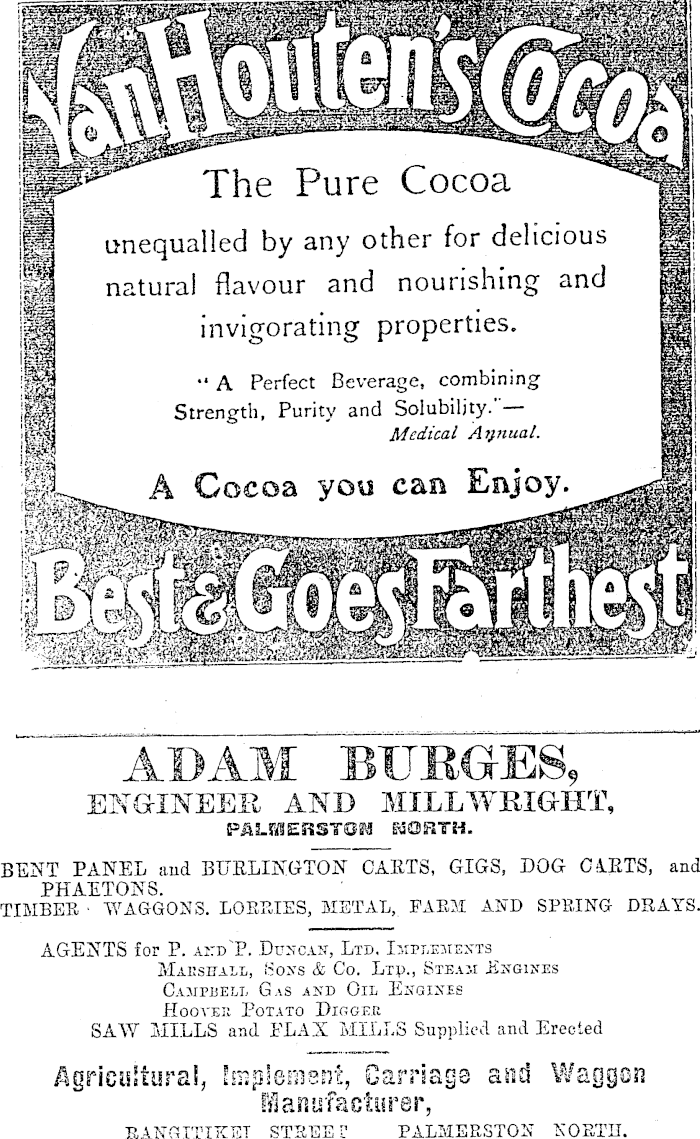 Van Houten's Cocoa
The Pure Cocoa
unequalled by any other for delicious
natural flavour and nourishing and
invigorating properties.
"A Perfect Beverage, combining
Strength, Purity and Solubility."—
Medical Annual.
A Cocoa you can Enjoy.
Best & Goes Farthest
ADAM BURGES,
ENGINEER AND MILLWRIGHT,
PALMERSTON NORTH.
BENT PANEL and BURLINGTON CARTS, GIGS, DOG CARTS, and
PHAETONS.
TIMBER WAGGONS. LORRIES, METAL, FARM AND SPRING DRAYS.
AGENTS for P. AND P. DUNCAN, LTD. IMPLEMENTS
MARSHALL, SONS & CO. LTD., STEAM ENGINES
CAMPBELL GAS AND OIL ENGINES
HOOVER POTATO DIGGER
SAW MILLS and FLAX MILLS Supplied and Erected
Agricultural, Implement, Carriage and Waggon
Manufacturer,
RANGITIKEI STREET PALMERSTON NORTH.